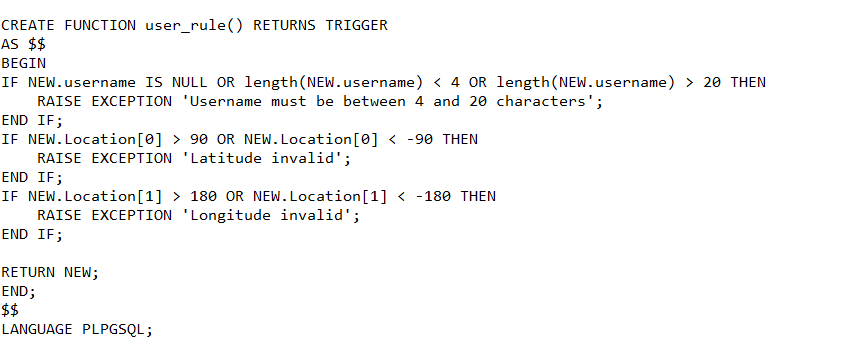 CREATE FUNCTION user_rule() RETURNS TRIGGER
AS $$
BEGIN
IF NEW.username IS NULL OR length(NEW.username) < 4 OR length(NEW.username) > 20 THEN
    RAISE EXCEPTION 'Username must be between 4 and 20 characters';
END IF;
IF NEW.Location[0] > 90 OR NEW.Location[0] < -90 THEN
    RAISE EXCEPTION 'Latitude invalid';
END IF;
IF NEW.Location[1] > 180 OR NEW.Location[1] < -180 THEN
    RAISE EXCEPTION 'Longitude invalid';
END IF;

RETURN NEW;
END;
$$
LANGUAGE PLPGSQL;